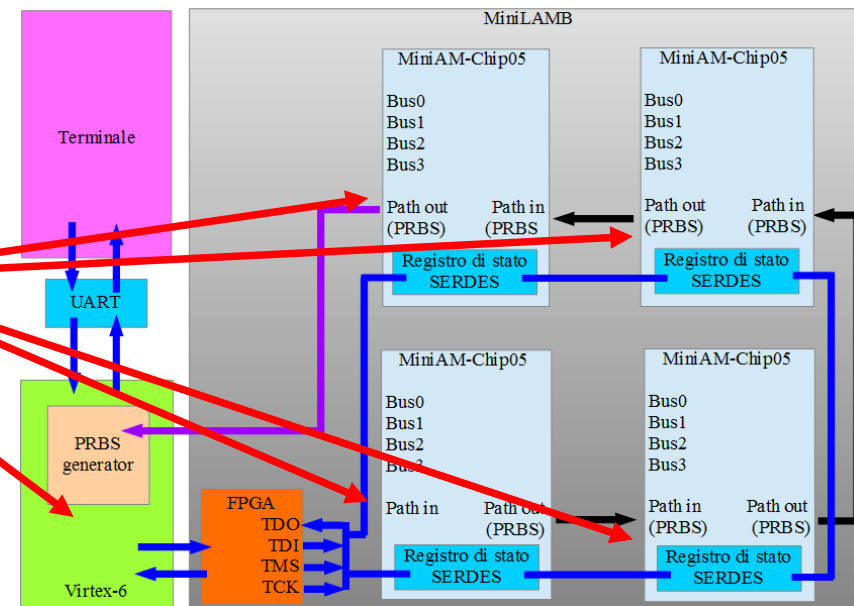 MiniLAMB
Terminale
UART
PRBS
generator
Virtex-6
FPGA
TDO
TDI
TMS
TCK
MiniAM-Chip05
Bus0
Bus1
Bus2
Bus3
Path out
(PRBS)
Path in
(PRBS
Registro di stato
SERDES
MiniAM-Chip05
Bus0
Bus1
Bus2
Bus3
Path out
(PRBS)
Path in
(PRBS)
Registro di stato
SERDES
MiniAM-Chip05
Bus0
Bus1
Bus2
Bus3
Path in
Path out
(PRBS)
Registro di stato
SERDES
MiniAM-Chip05
Bus0
Bus1
Bus2
Bus3
Path in
(PRBS)
Path out
(PRBS)
Registro di stato
SERDES